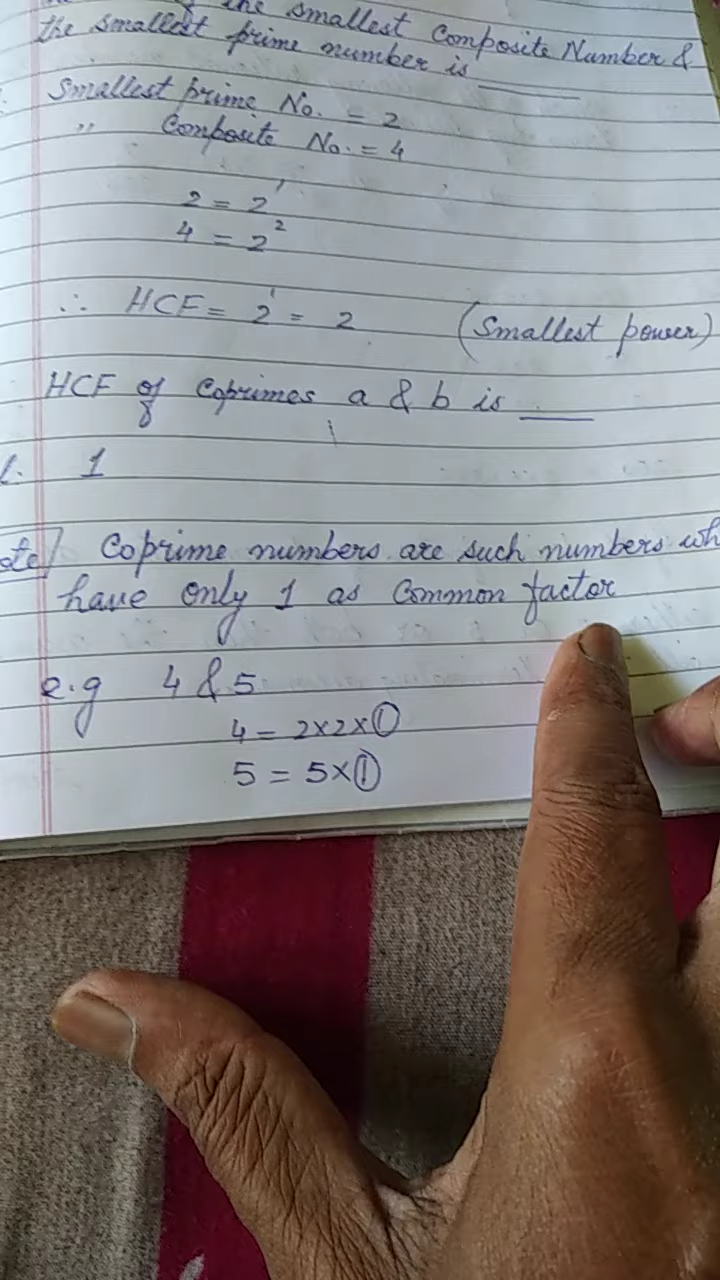 the smallest Composite Number &
the smallest prime number is ______
Smallest prime No. = 2
" Composite No. = 4
2 = 2¹
4 = 2²
∴ HCF = 2¹ = 2 (Smallest power)
HCF of Coprimes a & b is ____
1
Coprime numbers are such numbers
have only 1 as Common factor
e.g 4 & 5
4 = 2×2×①
5 = 5×①